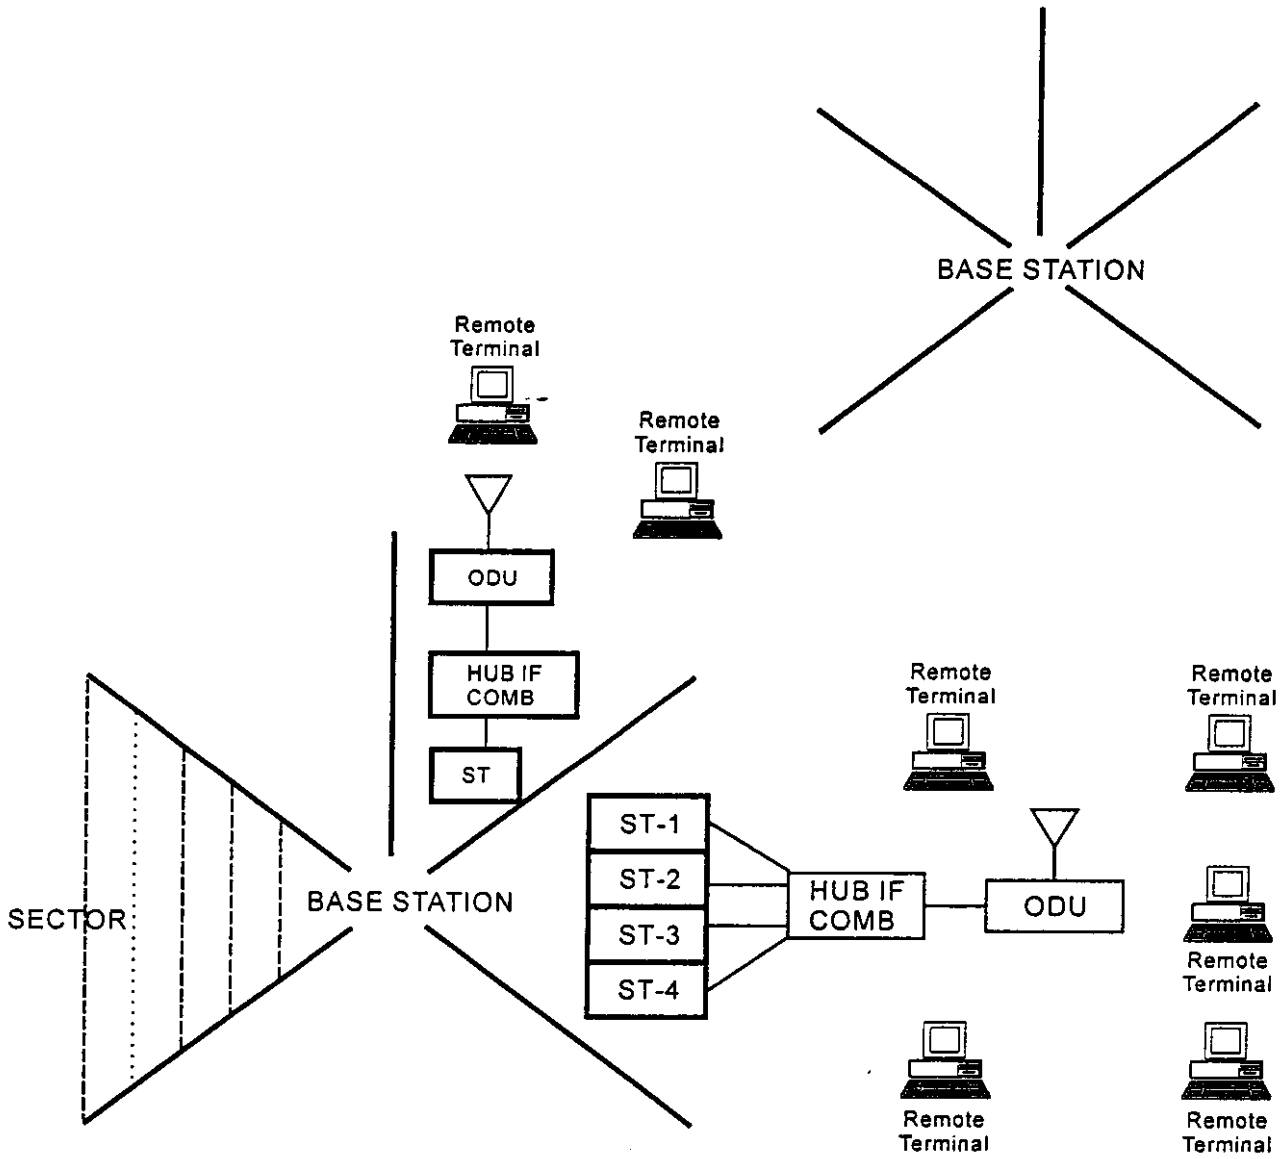 BASE STATION
Remote
Terminal
Remote
Terminal
ODU
HUB IF
COMB
ST
Remote
Terminal
Remote
Terminal
ST-1
ST-2
ST-3
ST-4
HUB IF
COMB
ODU
BASE STATION
SECTOR
Remote
Terminal
Remote
Terminal
Remote
Terminal